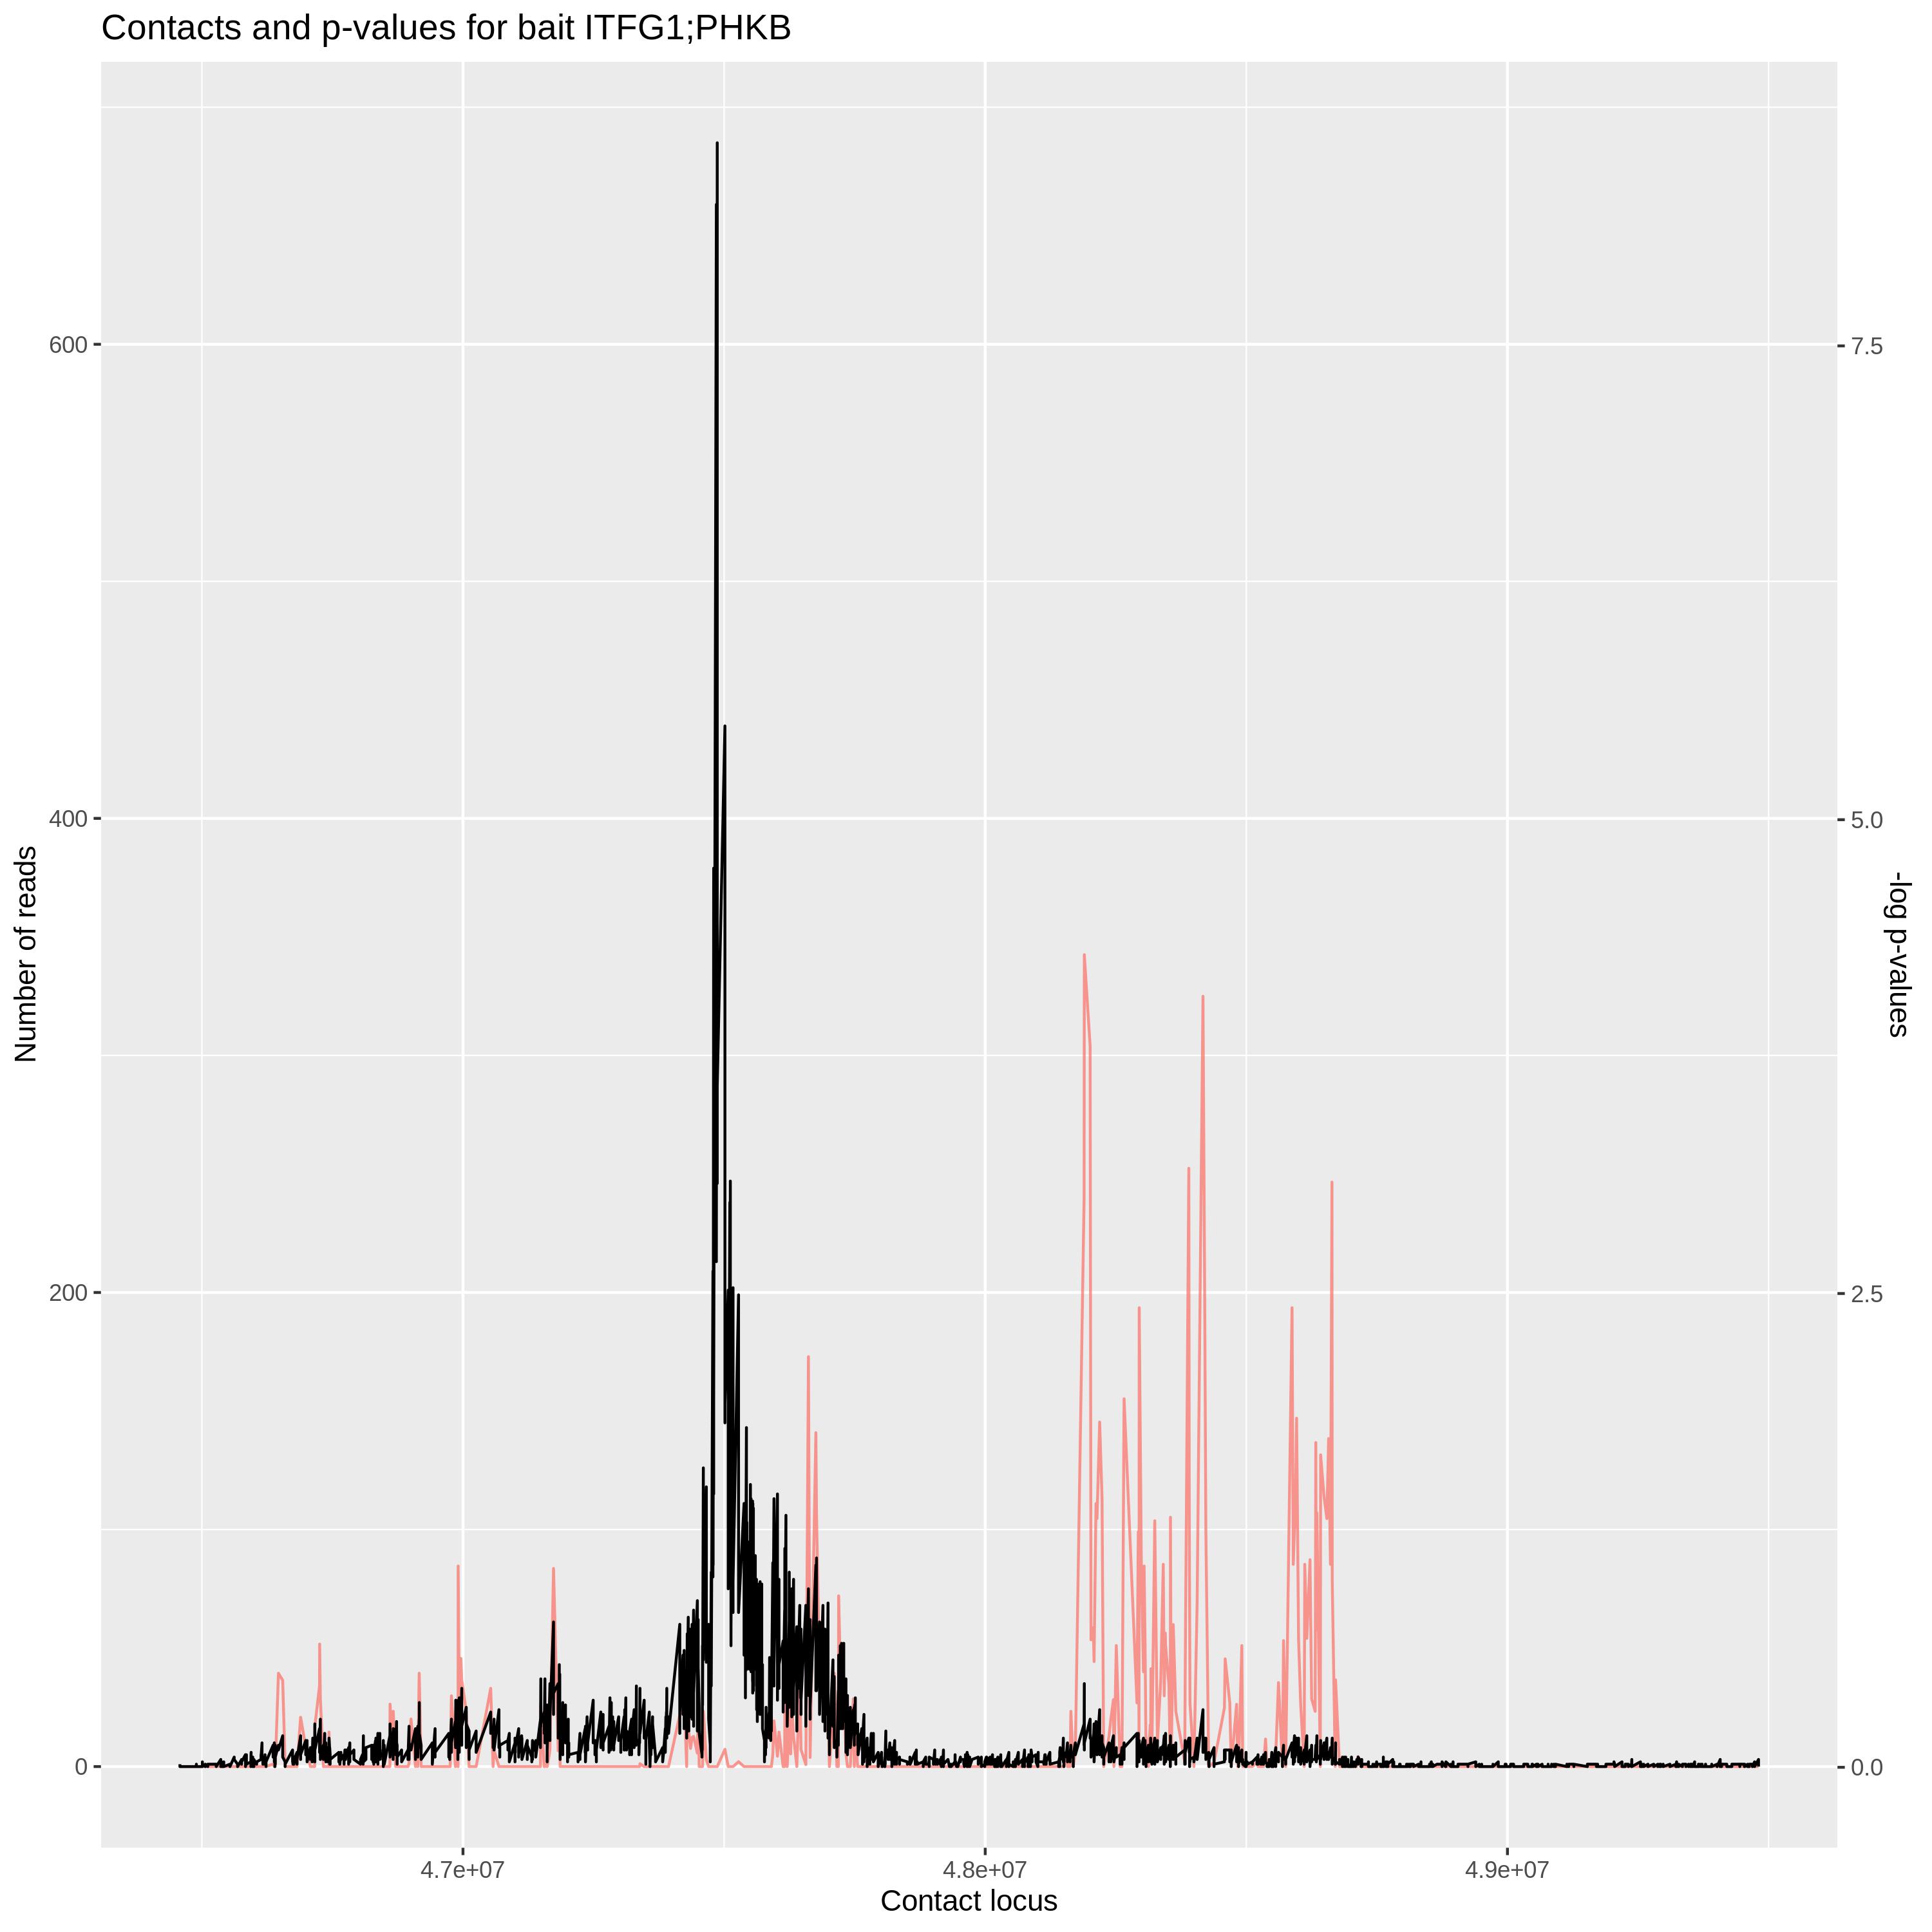 Contacts and p-values for bait ITFG1;PHKB
600
400
200
0
7.5
5.0
2.5
0.0
Number of reads
-log p-values
4.7e+07
4.8e+07
4.9e+07
Contact locus